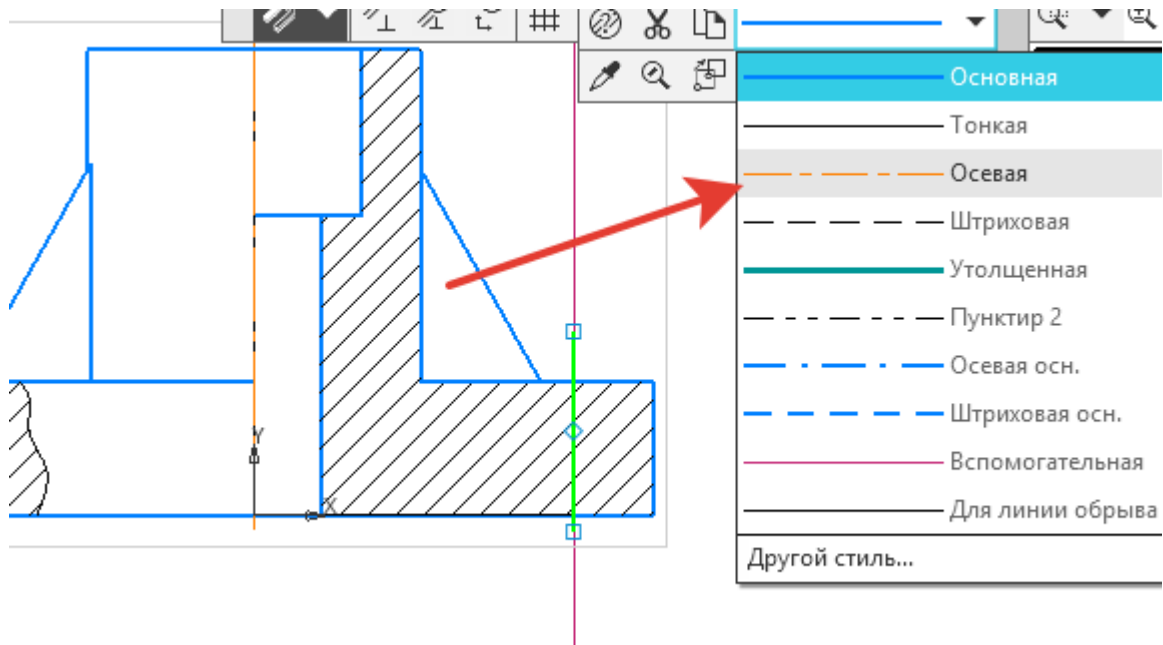 Основная
Тонкая
Осевая
Штриховая
Утолщенная
Пунктир 2
Осевая осн.
Штриховая осн.
Вспомогательная
Для линии обрыва
Другой стиль...
Y
X